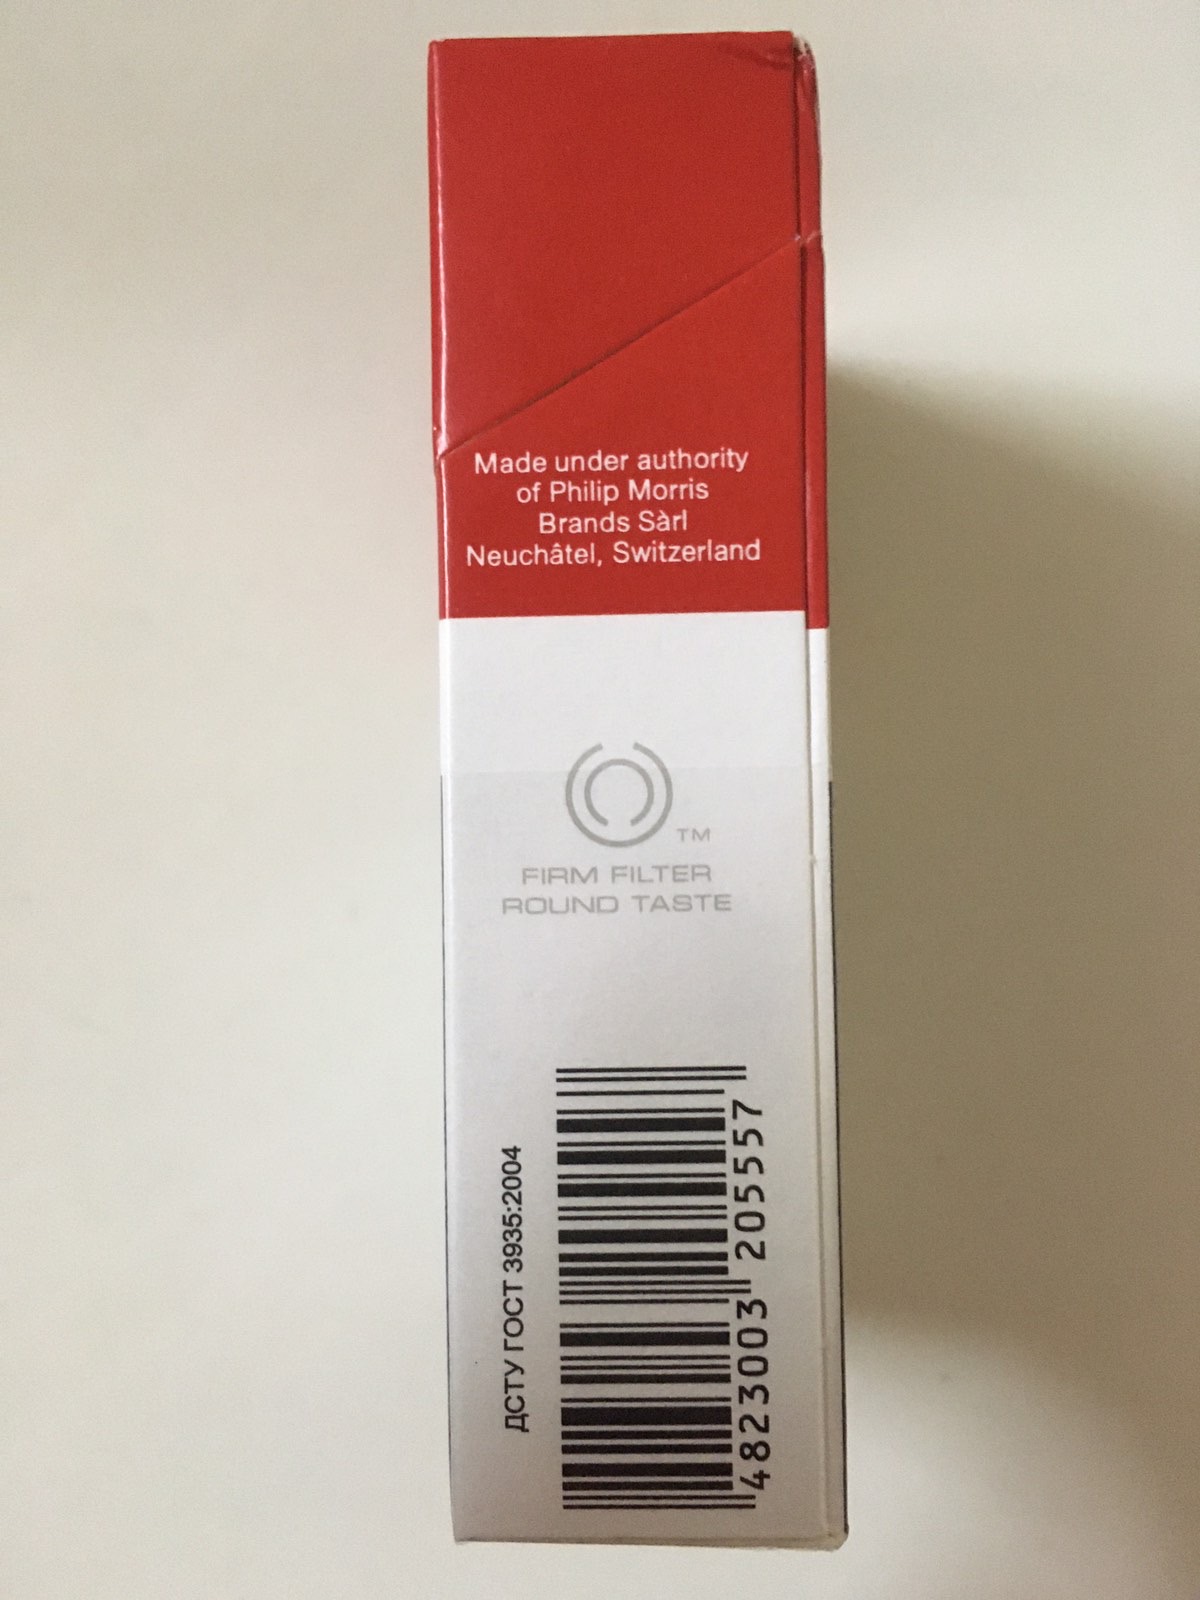 Made under authority
of Philip Morris
Brands Sàrl
Neuchâtel, Switzerland
TM
FIRM FILTER
ROUND TASTE
ДСТУ ГОСТ 3935:2004
4823003 205557